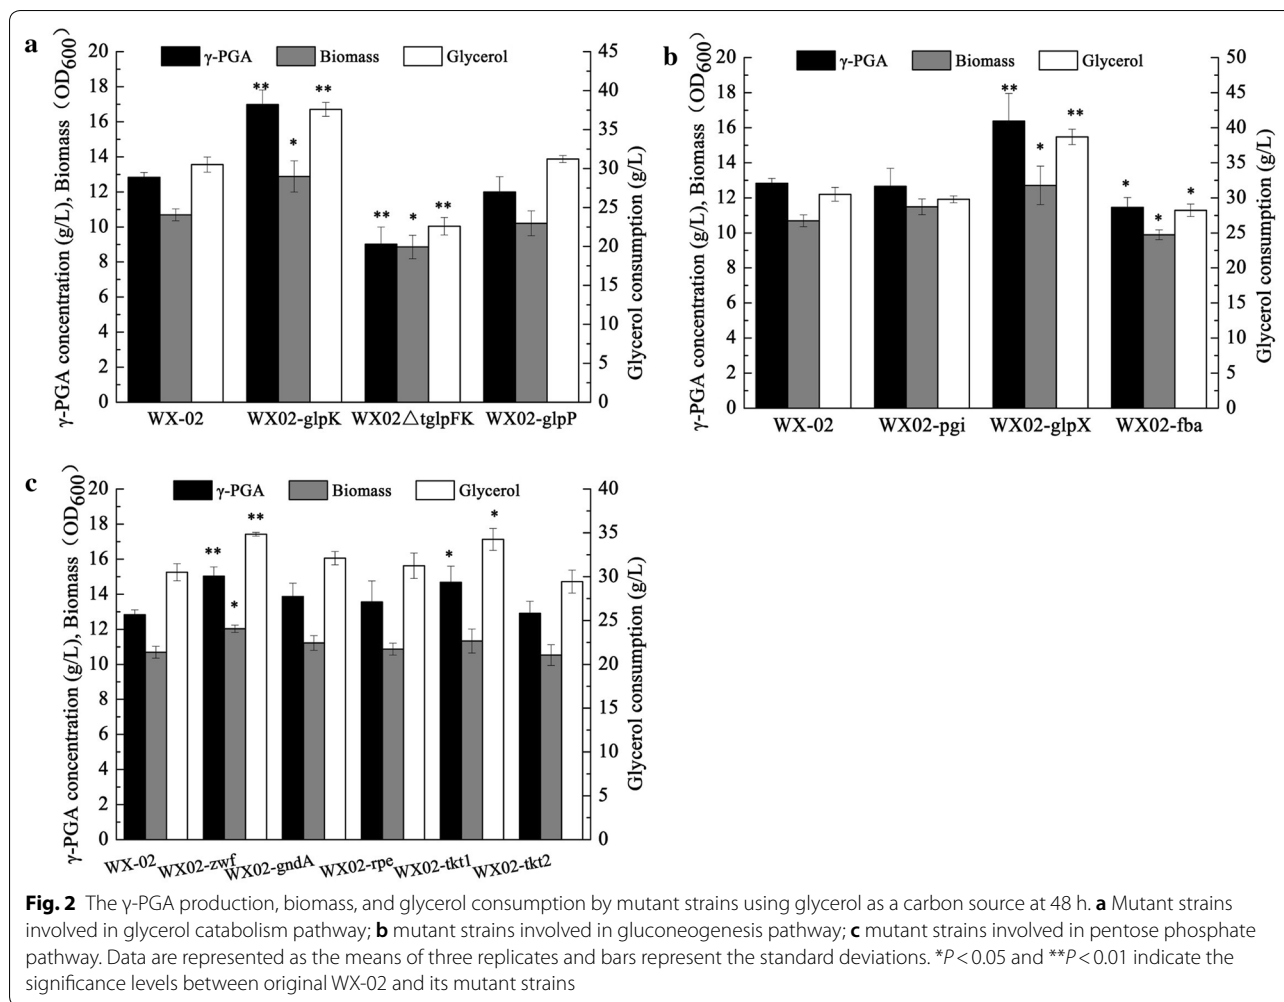 a
γ-PGA Biomass Glycerol
γ-PGA concentration (g/L), Biomass (OD600)
20
18
16
14
12
10
8
6
4
2
0
** * ** ** * **
45
40
35
30
25
20
15
10
5
0
Glycerol consumption (g/L)
WX-02 WX02-glpK WX02△tglpFK WX02-glpP
b
γ-PGA Biomass Glycerol
γ-PGA concentration (g/L), Biomass (OD600)
20
18
16
14
12
10
8
6
4
2
0
** * ** * * *
50
45
40
35
30
25
20
15
10
5
0
Glycerol consumption (g/L)
WX-02 WX02-pgi WX02-glpX WX02-fba
c
γ-PGA Biomass Glycerol
γ-PGA concentration (g/L), Biomass (OD600)
20
18
16
14
12
10
8
6
4
2
0
** * ** * *
40
35
30
25
20
15
10
5
0
Glycerol consumption (g/L)
WX-02 WX02-zwf WX02-gndA WX02-rpe WX02-tkt1 WX02-tkt2
Fig. 2 The γ-PGA production, biomass, and glycerol consumption by mutant strains using glycerol as a carbon source at 48 h. a Mutant strains
involved in glycerol catabolism pathway; b mutant strains involved in gluconeogenesis pathway; c mutant strains involved in pentose phosphate
pathway. Data are represented as the means of three replicates and bars represent the standard deviations. *P < 0.05 and **P < 0.01 indicate the
significance levels between original WX-02 and its mutant strains